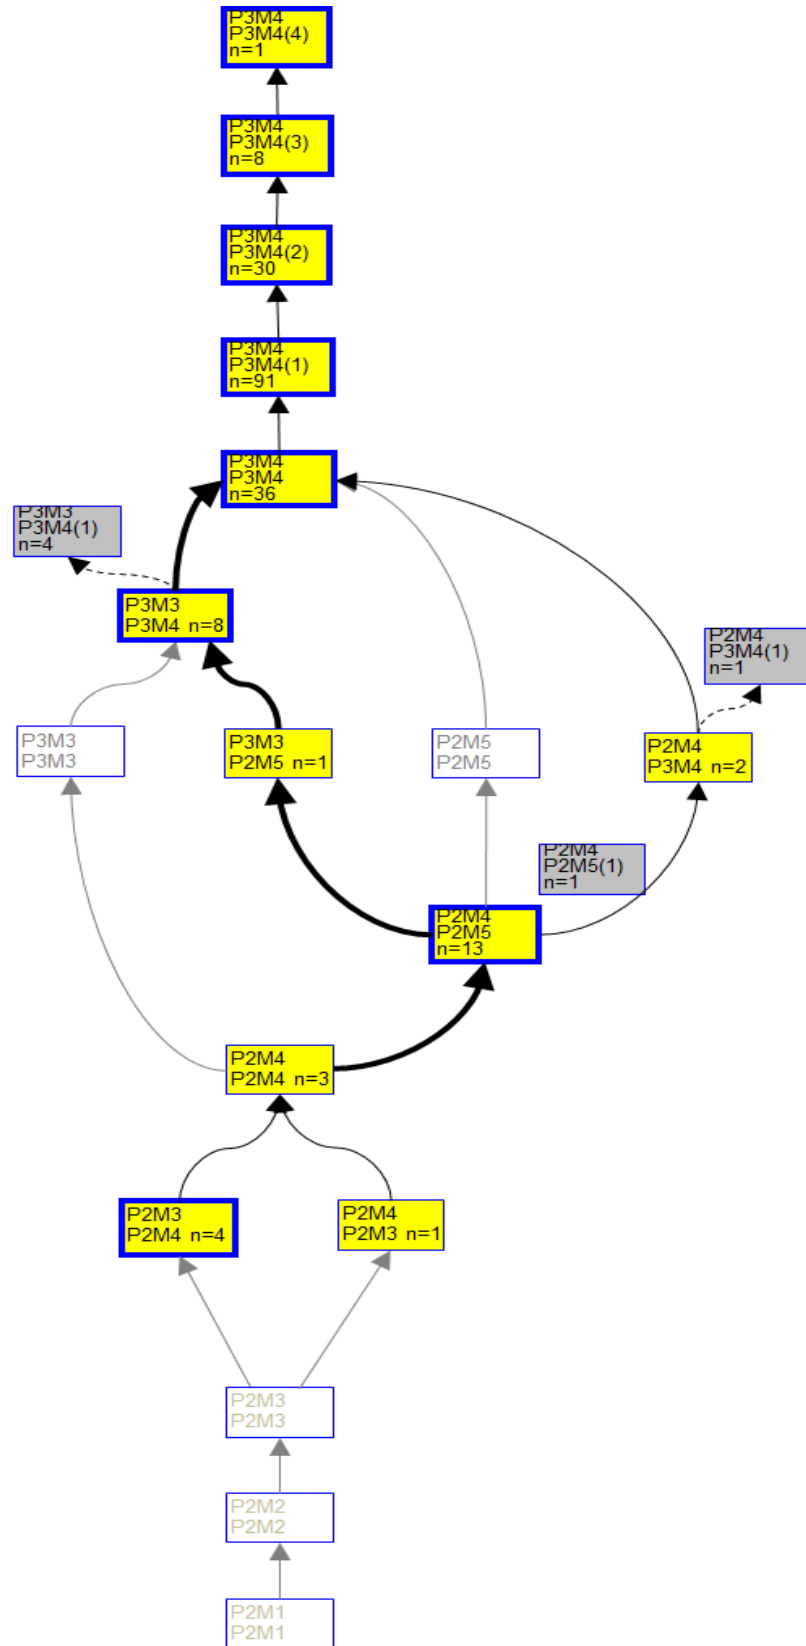 P3M4
P3M4(4)
n=1
P3M4
P3M4(3)
n=8
P3M4
P3M4(2)
n=30
P3M4
P3M4(1)
n=91
P3M4
P3M4
n=36
P3M3
P3M4(1)
n=4
P3M3
P3M4 n=8
P2M4
P3M4(1)
n=1
P3M3
P3M3
P3M3
P2M5 n=1
P2M5
P2M5
P2M4
P3M4 n=2
P2M4
P2M5(1)
n=1
P2M4
P2M5
n=13
P2M4
P2M4 n=3
P2M3
P2M4 n=4
P2M4
P2M3 n=1
P2M3
P2M3
P2M2
P2M2
P2M1
P2M1